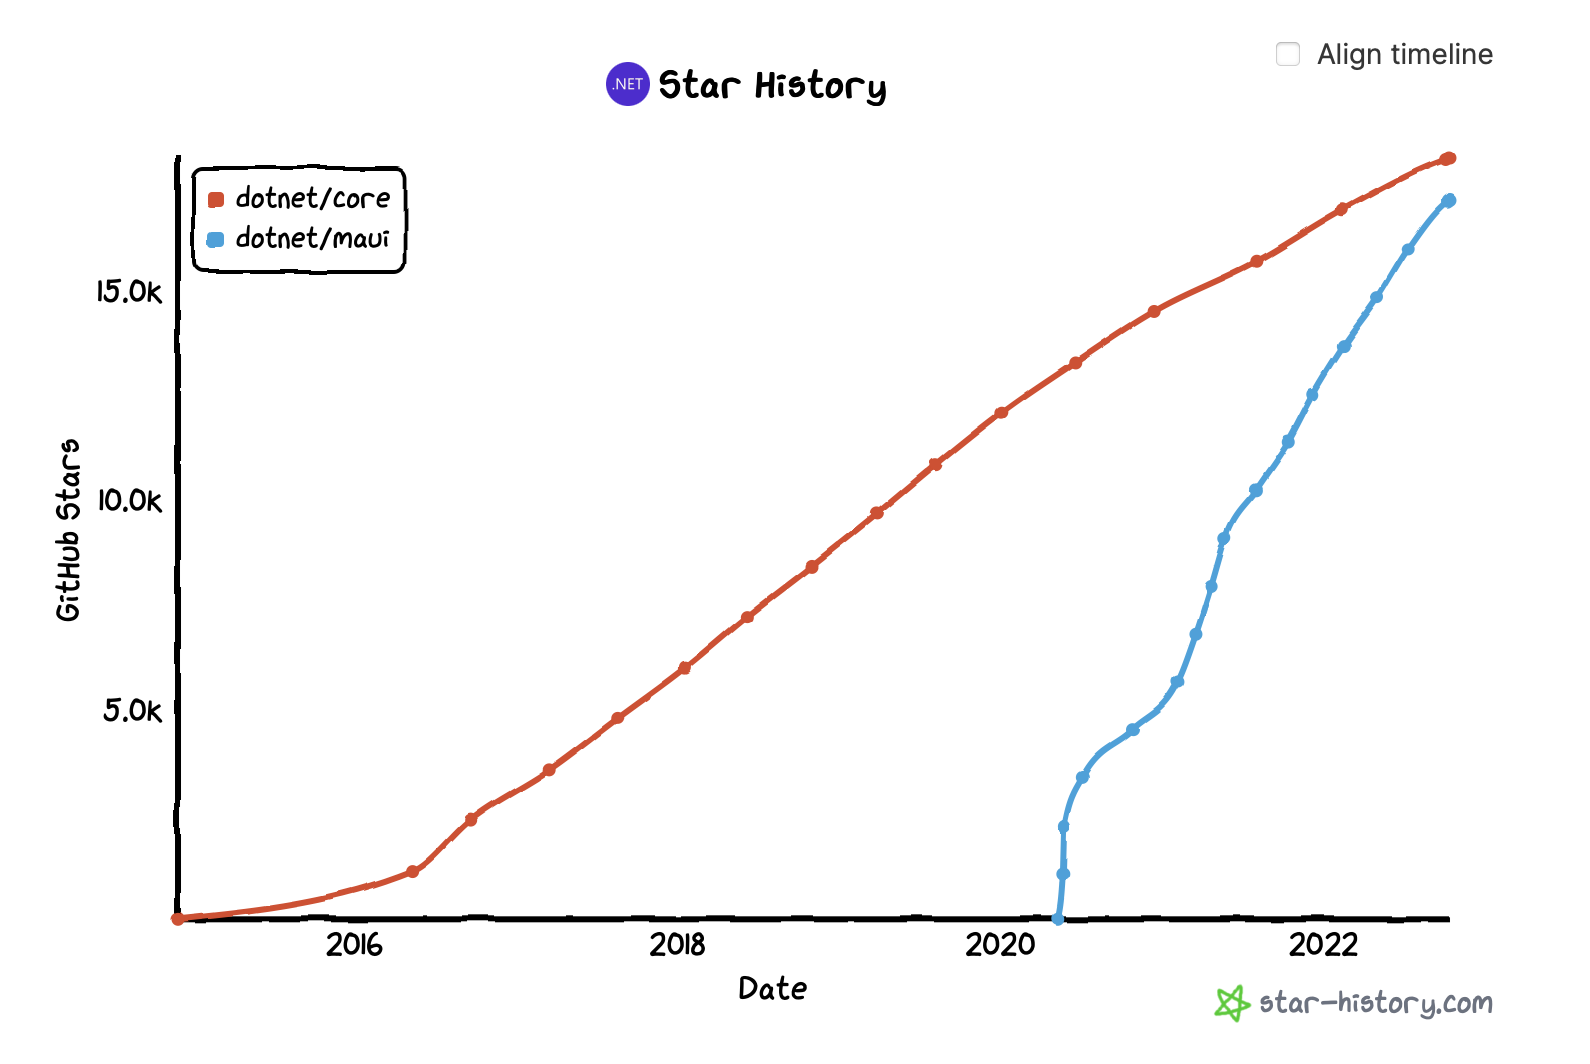 Align timeline
.NET Star History
dotnet/core
dotnet/maui
15.0K
10.0K
5.0K
GitHub Stars
2016 2018 2020 2022
Date
star-history.com